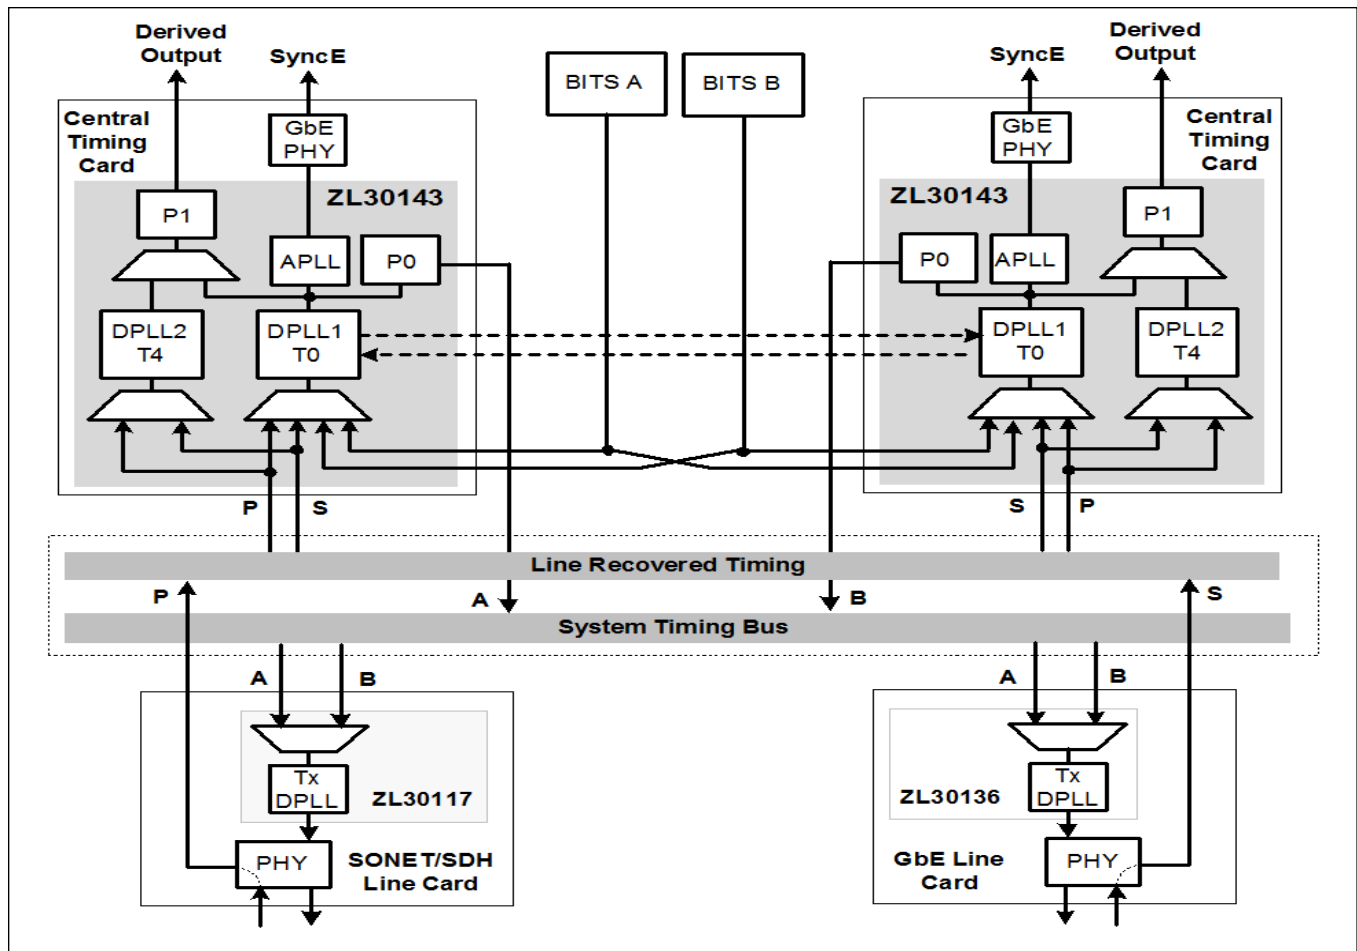 Derived
Output
SyncE
BITS A
BITS B
SyncE
Derived
Output
Central
Timing
Card
GbE
PHY
GbE
PHY
Central
Timing
Card
ZL30143
ZL30143
P1
APLL
P0
P0
APLL
P1
DPLL2
T4
DPLL1
T0
DPLL1
T0
DPLL2
T4
P
S
S
P
Line Recovered Timing
P
A
B
S
System Timing Bus
A
B
A
B
Tx
DPLL
ZL30117
Tx
DPLL
ZL30136
PHY
SONET/SDH
Line Card
GbE Line
Card
PHY